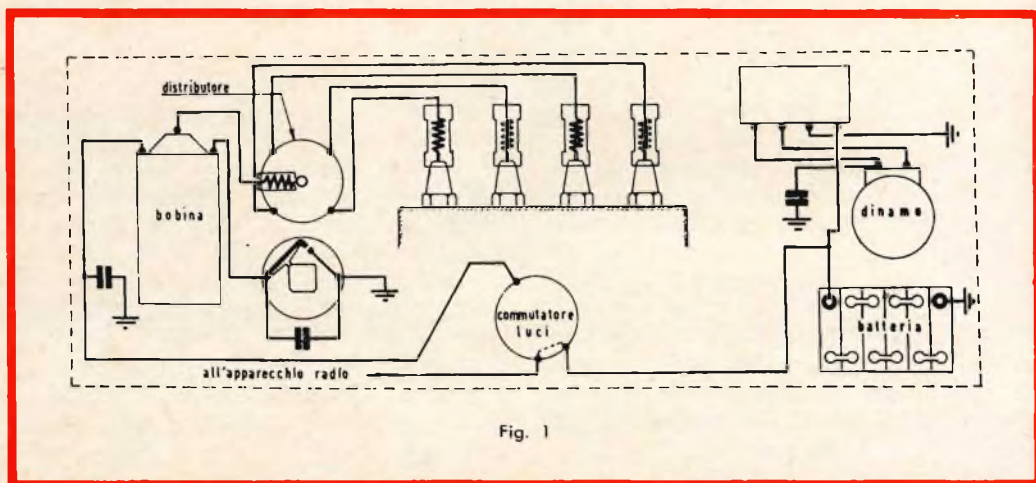 distributore
bobina
dinamo
commutatore
luci
batteria
all'apparecchio radio
Fig. 1